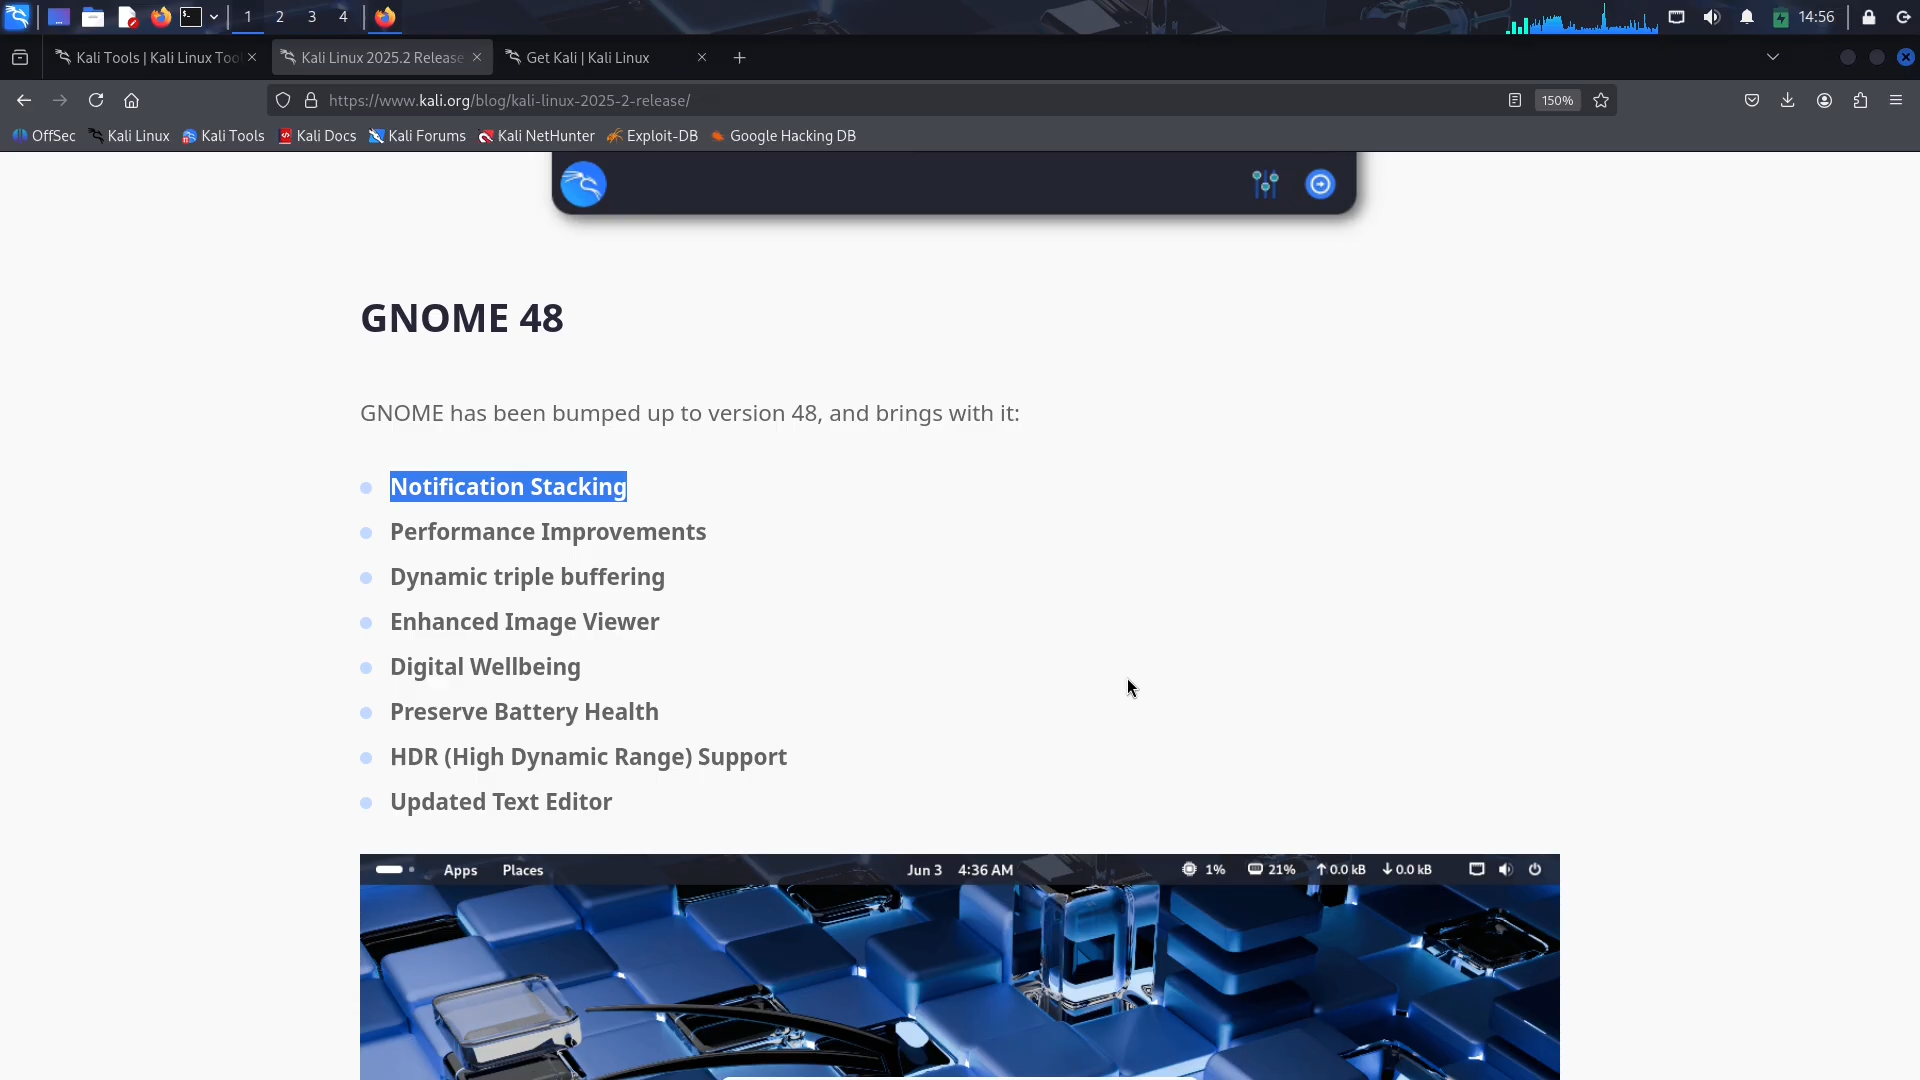 1 2 3 4 14:56
Kali Tools | Kali Linux Too
Kali Linux 2025.2 Release
Get Kali | Kali Linux
https://www.kali.org/blog/kali-linux-2025-2-release/ 150%
OffSec Kali Linux Kali Tools Kali Docs Kali Forums Kali NetHunter Exploit-DB Google Hacking DB
GNOME 48
GNOME has been bumped up to version 48, and brings with it:
Notification Stacking
Performance Improvements
Dynamic triple buffering
Enhanced Image Viewer
Digital Wellbeing
Preserve Battery Health
HDR (High Dynamic Range) Support
Updated Text Editor
Apps Places Jun 3 4:36 AM 1% 21% 0.0 kB 0.0 kB